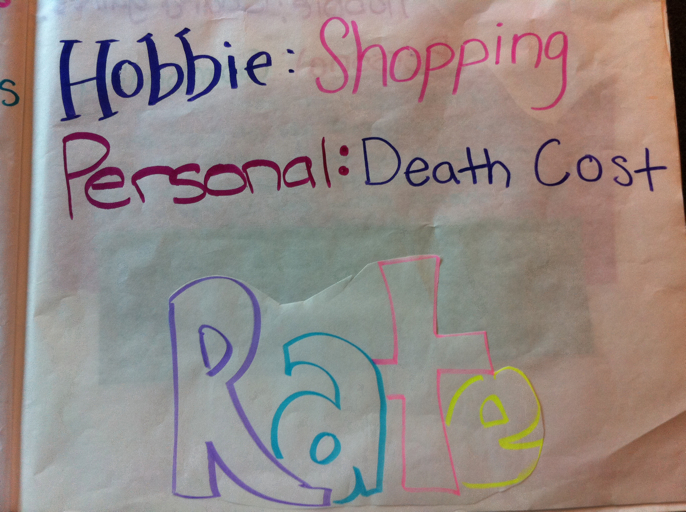 Hobbie: Shopping
s
Personal: Death Cost
Rate